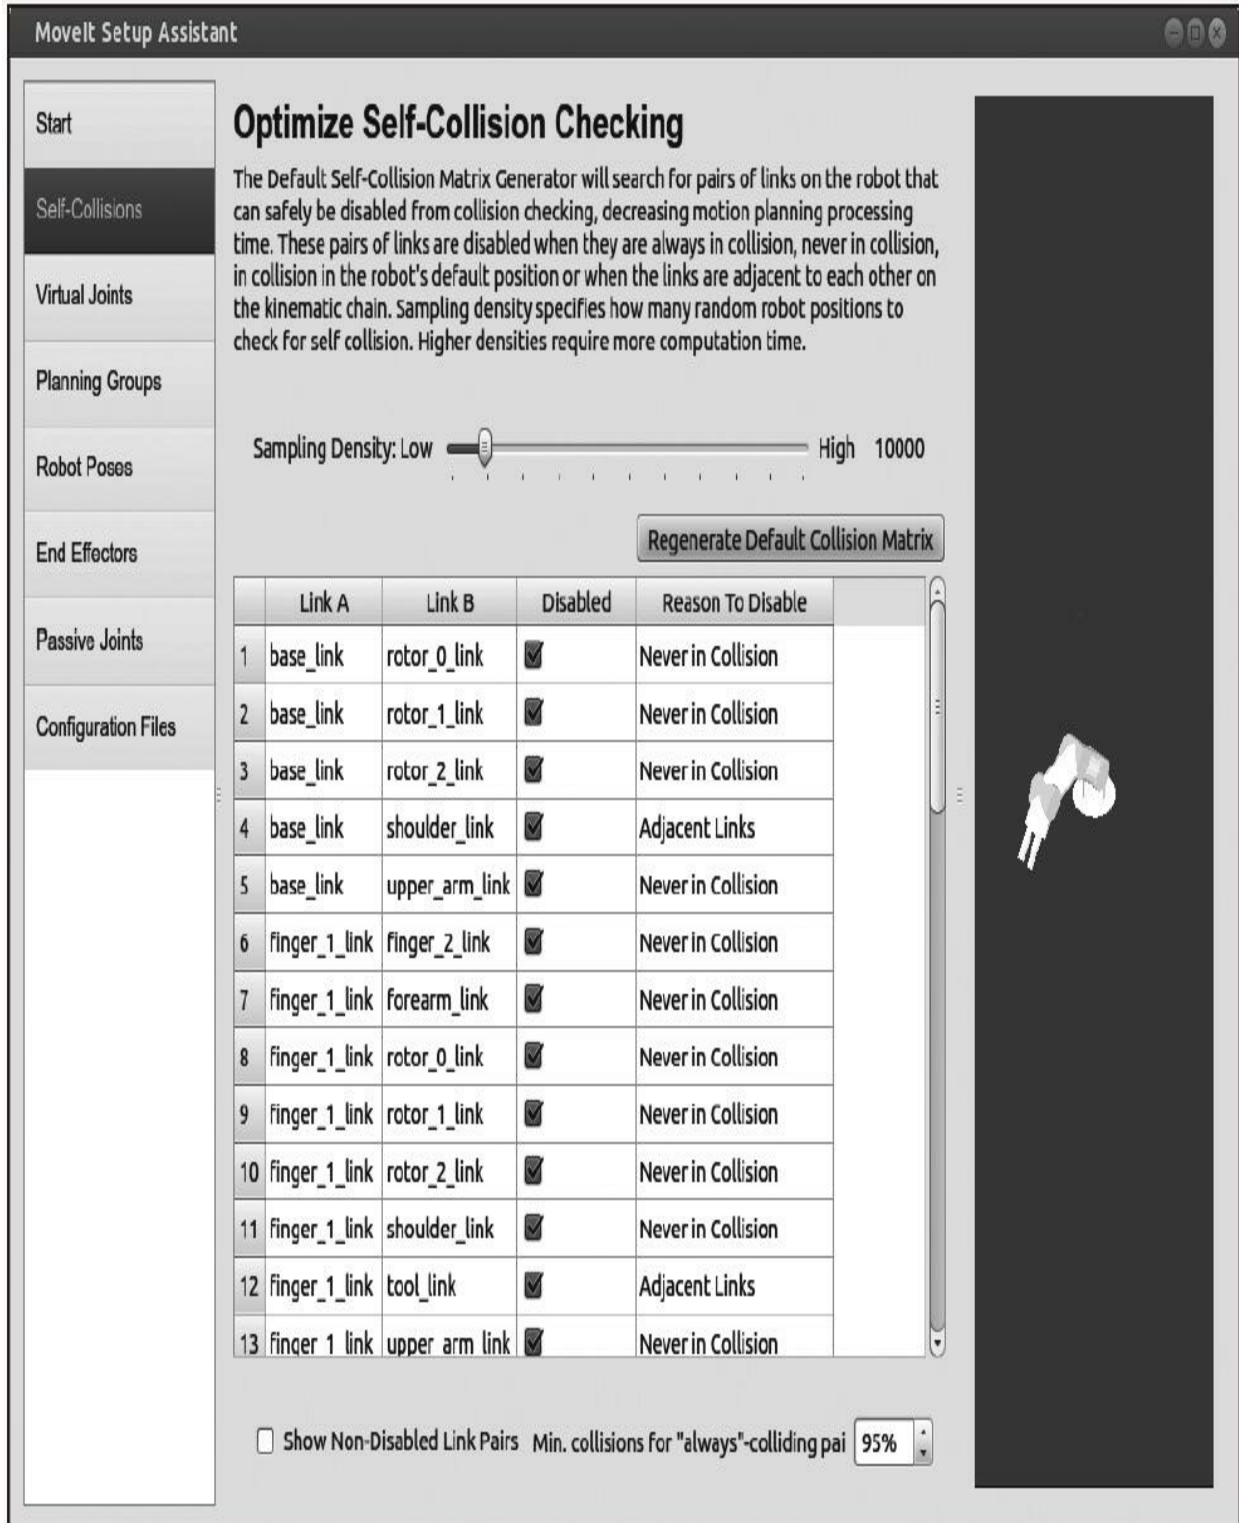 MoveIt Setup Assistant
Start
Self-Collisions
Virtual Joints
Planning Groups
Robot Poses
End Effectors
Passive Joints
Configuration Files
Optimize Self-Collision Checking
The Default Self-Collision Matrix Generator will search for pairs of links on the robot that
can safely be disabled from collision checking, decreasing motion planning processing
time. These pairs of links are disabled when they are always in collision, never in collision,
in collision in the robot's default position or when the links are adjacent to each other on
the kinematic chain. Sampling density specifies how many random robot positions to
check for self collision. Higher densities require more computation time.
Sampling Density: Low High 10000
Regenerate Default Collision Matrix
Link A Link B Disabled Reason To Disable
1 base_link rotor_0_link Never in Collision
2 base_link rotor_1_link Never in Collision
3 base_link rotor_2_link Never in Collision
4 base_link shoulder_link Adjacent Links
5 base_link upper_arm_link Never in Collision
6 finger_1_link finger_2_link Never in Collision
7 finger_1_link forearm_link Never in Collision
8 finger_1_link rotor_0_link Never in Collision
9 finger_1_link rotor_1_link Never in Collision
10 finger_1_link rotor_2_link Never in Collision
11 finger_1_link shoulder_link Never in Collision
12 finger_1_link tool_link Adjacent Links
13 finger_1_link upper_arm_link Never in Collision
Show Non-Disabled Link Pairs Min. collisions for "always"-colliding pai 95%